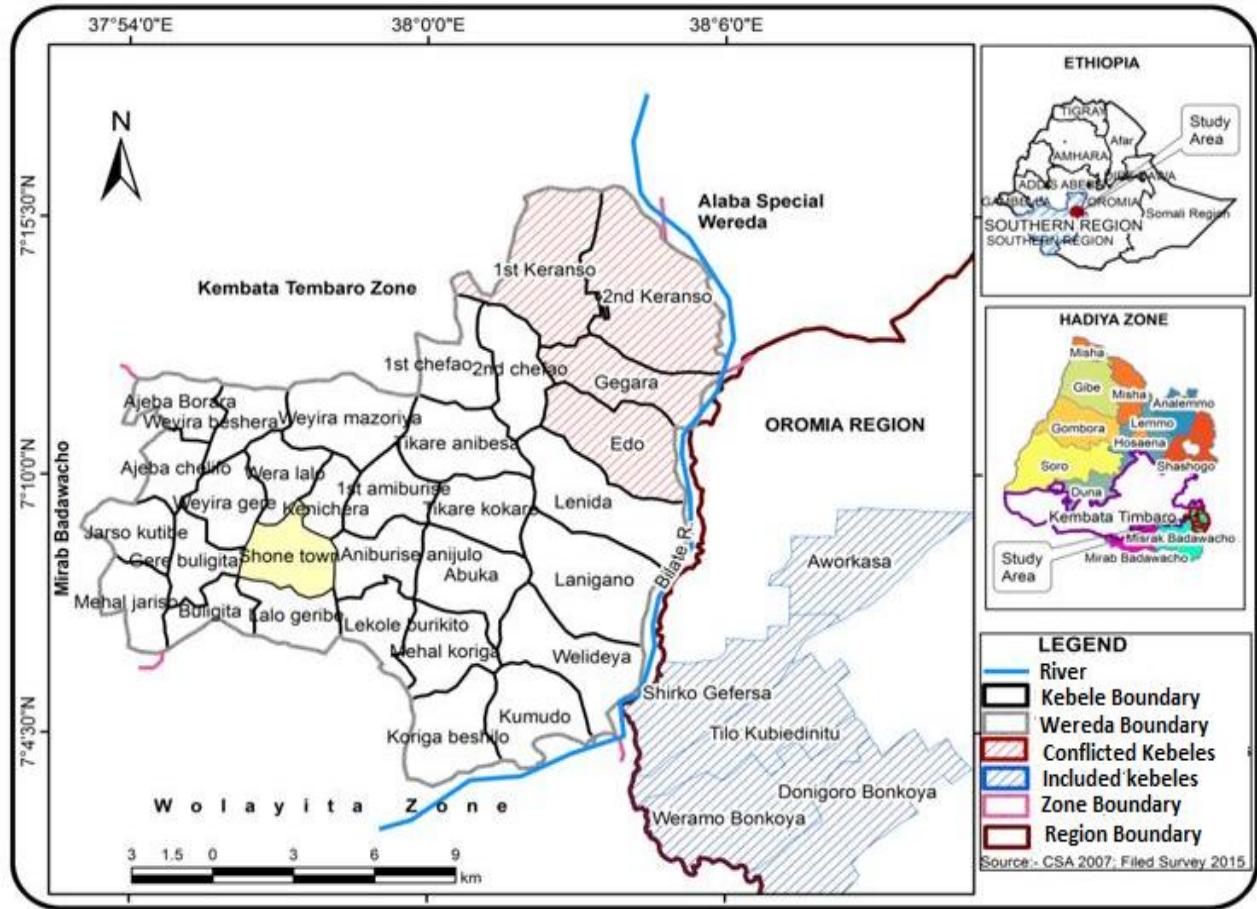 37°54'0"E
38°0'0"E
38°6'0"E
7°15'30"N
7°10'0"N
7°4'30"N
N
Alaba Special
Wereda
Kembata Tembaro Zone
OROMIA REGION
Mirab Badawacho
W o l a y i t a Z o n e
Bilate R.
1st Keranso
2nd Keranso
1st chefao
2nd chefao
Gegara
Edo
Ajeba Borara
Weyira beshera
Weyira mazoriya
Tikare anibesa
Ajeba chelilo
Wera lalo
Weyira gere
Kenichera
1st amiburise
Tikare kokare
Lenida
Jarso kutibe
Gere buligita
Shone town
Aniburise anijulo
Abuka
Lanigano
Mehal jariso
Buligita
Lalo geribe
Lekole burikito
Mehal koriga
Welideya
Kumudo
Koriga beshilo
Aworkasa
Shirko Gefersa
Tilo Kubiedinitu
Donigoro Bonkoya
Weramo Bonkoya
3 1.5 0 3 6 9
km
ETHIOPIA
TIGRAY
Afar
Study
Area
AMHARA
ADDIS ABEBA
OROMIA
Somali Region
SOUTHERN REGION
SOUTHERN REGION
HADIYA ZONE
Misha
Gibe
Misha
Analemmo
Gombora
Lemmo
Hosaena
Soro
Shashogo
Duna
Kembata Timbaro
Misrak Badawacho
Mirab Badawacho
Study
Area
LEGEND
River
Kebele Boundary
Wereda Boundary
Conflicted Kebeles
Included kebeles
Zone Boundary
Region Boundary
Source:- CSA 2007; Filed Survey 2015